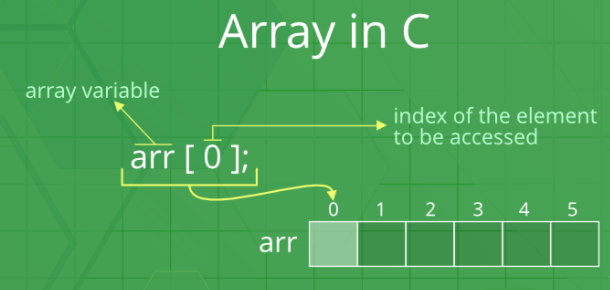 Array in C
array variable
index of the element
to be accessed
arr [ 0 ];
0 1 2 3 4 5
arr